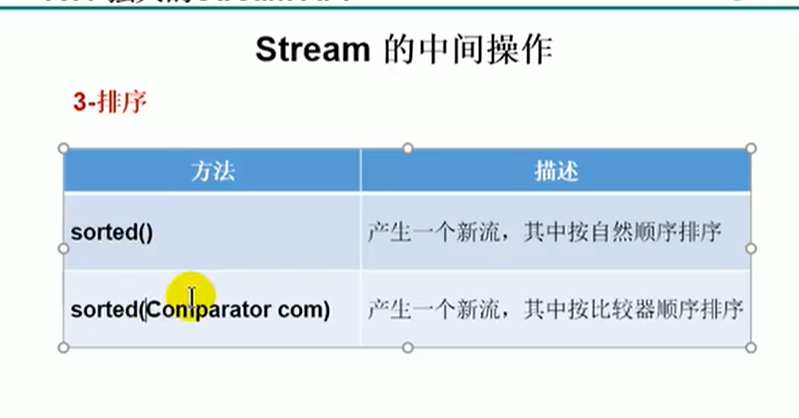 Stream 的中间操作
3-排序
方法 描述
sorted() 产生一个新流，其中按自然顺序排序
sorted(Comparator com) 产生一个新流，其中按比较器顺序排序